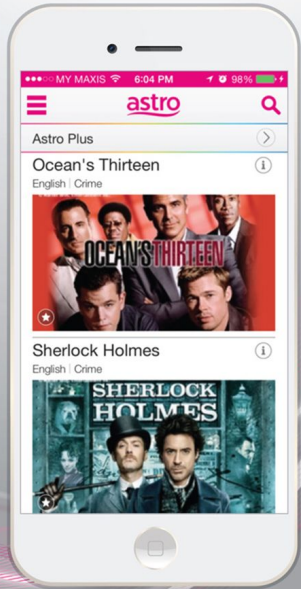 MY MAXIS 6:04 PM 98%
astro
Astro Plus
Ocean's Thirteen
English | Crime
OCEAN'S THIRTEEN
Sherlock Holmes
English | Crime
SHERLOCK
HOLMES